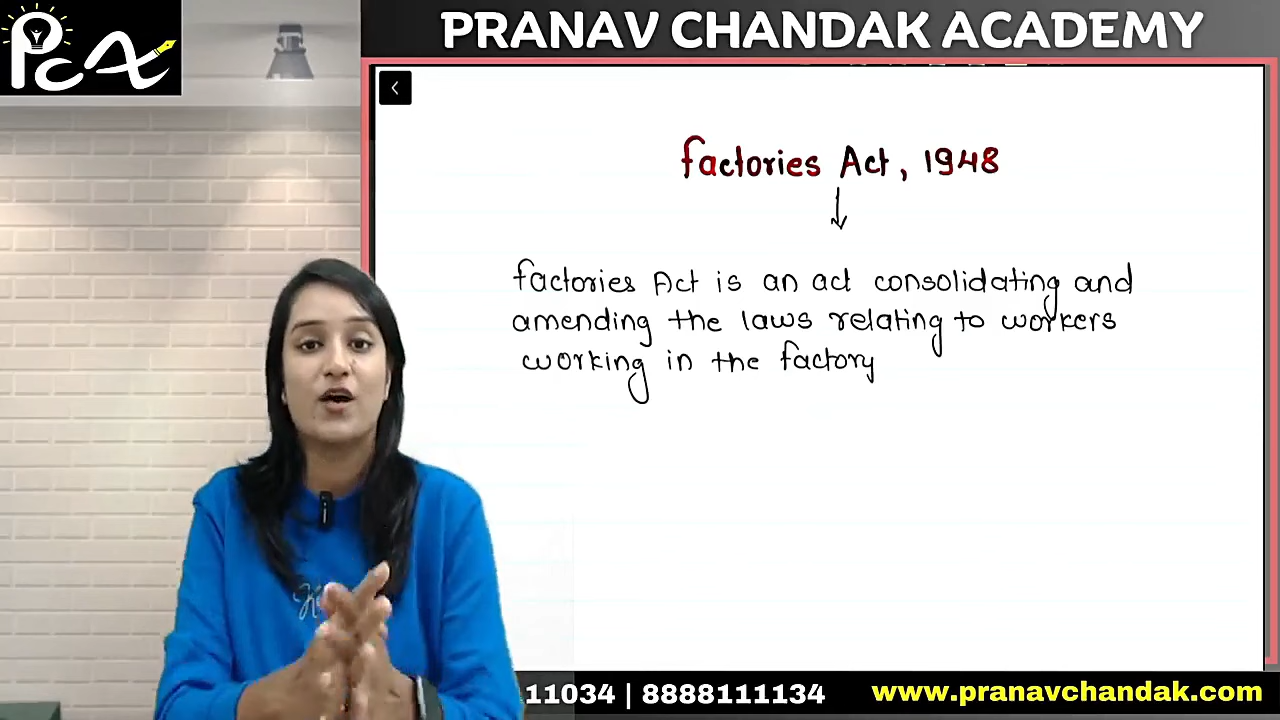 PCA
PRANAV CHANDAK ACADEMY
factories Act, 1948
factories Act is an act consolidating and
amending the laws relating to workers
working in the factory
11034 | 8888111134
www.pranavchandak.com